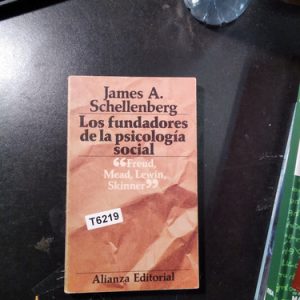 James A.
Schellenberg
Los fundadores
de la psicología
social
“Freud,
Mead, Lewin,
Skinner”
T6219
Alianza Editorial